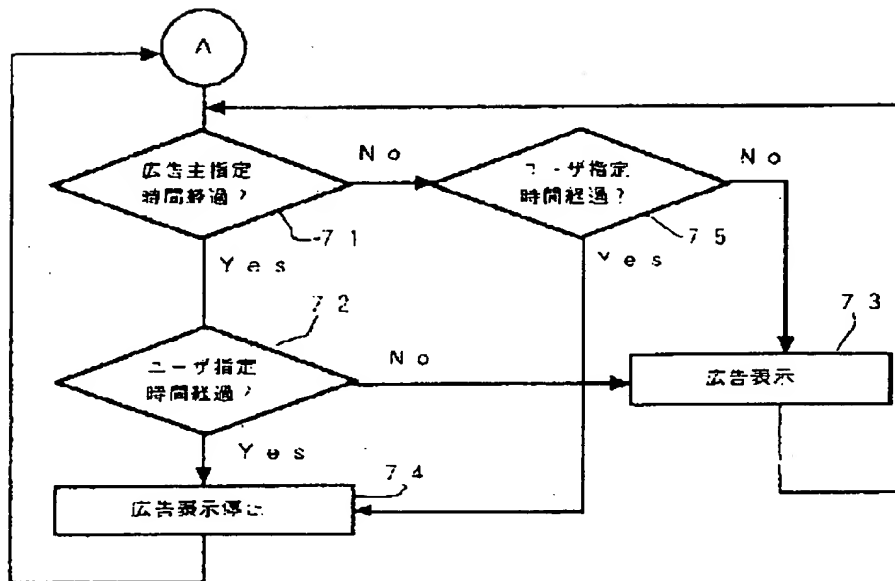 A
広告主指定
時間経過?
No
ユーザ指定
時間経過?
No
71
75
Yes
Yes
72
73
ユーザ指定
時間経過?
No
広告表示
Yes
74
広告表示停止